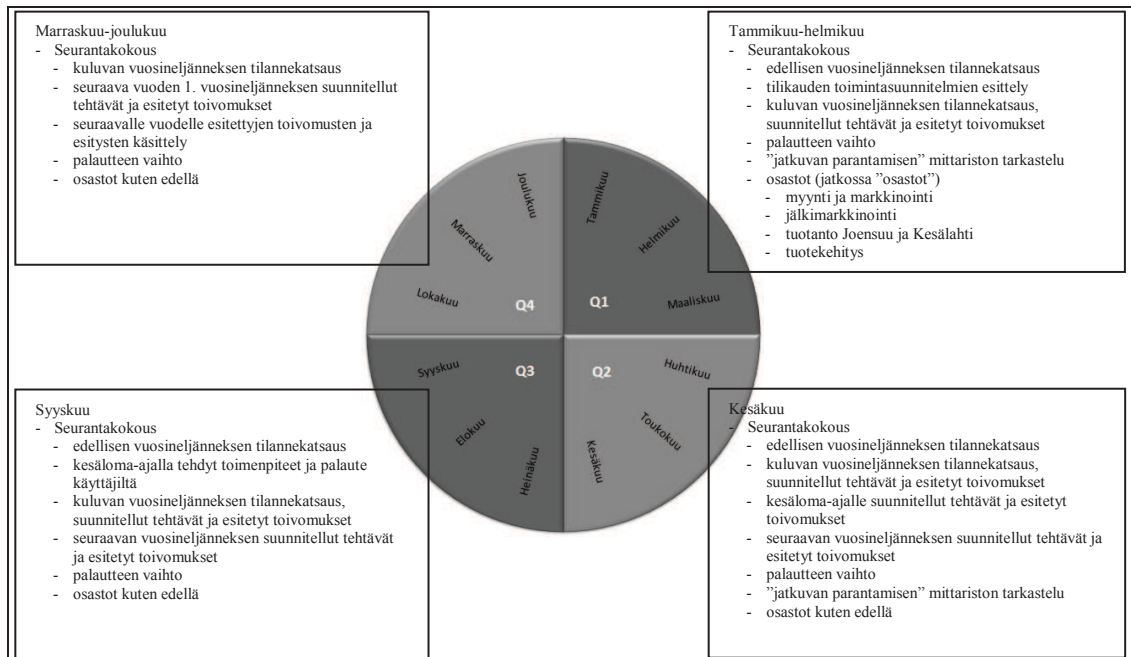 Marraskuu-joulukuu
- Seurantakokous
- kuluvan vuosineljänneksen tilannekatsaus
- seuraava vuoden 1. vuosineljänneksen suunnitellut
tehtävät ja esitetyt toivomukset
- seuraavalle vuodelle esitettyjen toivomusten ja
esitysten käsittely
- palautteen vaihto
- osastot kuten edellä
Tammikuu-helmikuu
- Seurantakokous
- edellisen vuosineljänneksen tilannekatsaus
- tilikauden toimintasuunnitelmien esittely
- kuluvan vuosineljänneksen tilannekatsaus,
suunnitellut tehtävät ja esitetyt toivomukset
- palautteen vaihto
- ”jatkuvan parantamisen” mittariston tarkastelu
- osastot (jatkossa ”osastot”)
- myynti ja markkinointi
- jälkimarkkinointi
- tuotanto Joensuu ja Kesälahti
- tuotekehitys
Joulukuu
Marraskuu
Lokakuu
Q4
Tammikuu
Helmikuu
Maaliskuu
Q1
Syyskuu
Elokuu
Heinäkuu
Q3
Huhtikuu
Toukokuu
Kesäkuu
Q2
Syyskuu
- Seurantakokous
- edellisen vuosineljänneksen tilannekatsaus
- kesäloma-ajalla tehdyt toimenpiteet ja palaute
käyttäjiltä
- kuluvan vuosineljänneksen tilannekatsaus,
suunnitellut tehtävät ja esitetyt toivomukset
- seuraavan vuosineljänneksen suunnitellut tehtävät
ja esitetyt toivomukset
- palautteen vaihto
- osastot kuten edellä
Kesäkuu
- Seurantakokous
- edellisen vuosineljänneksen tilannekatsaus
- kuluvan vuosineljänneksen tilannekatsaus,
suunnitellut tehtävät ja esitetyt toivomukset
- kesäloma-ajalle suunnitellut tehtävät ja esitetyt
toivomukset
- seuraavan vuosineljänneksen suunnitellut tehtävät ja
esitetyt toivomukset
- palautteen vaihto
- ”jatkuvan parantamisen” mittariston tarkastelu
- osastot kuten edellä